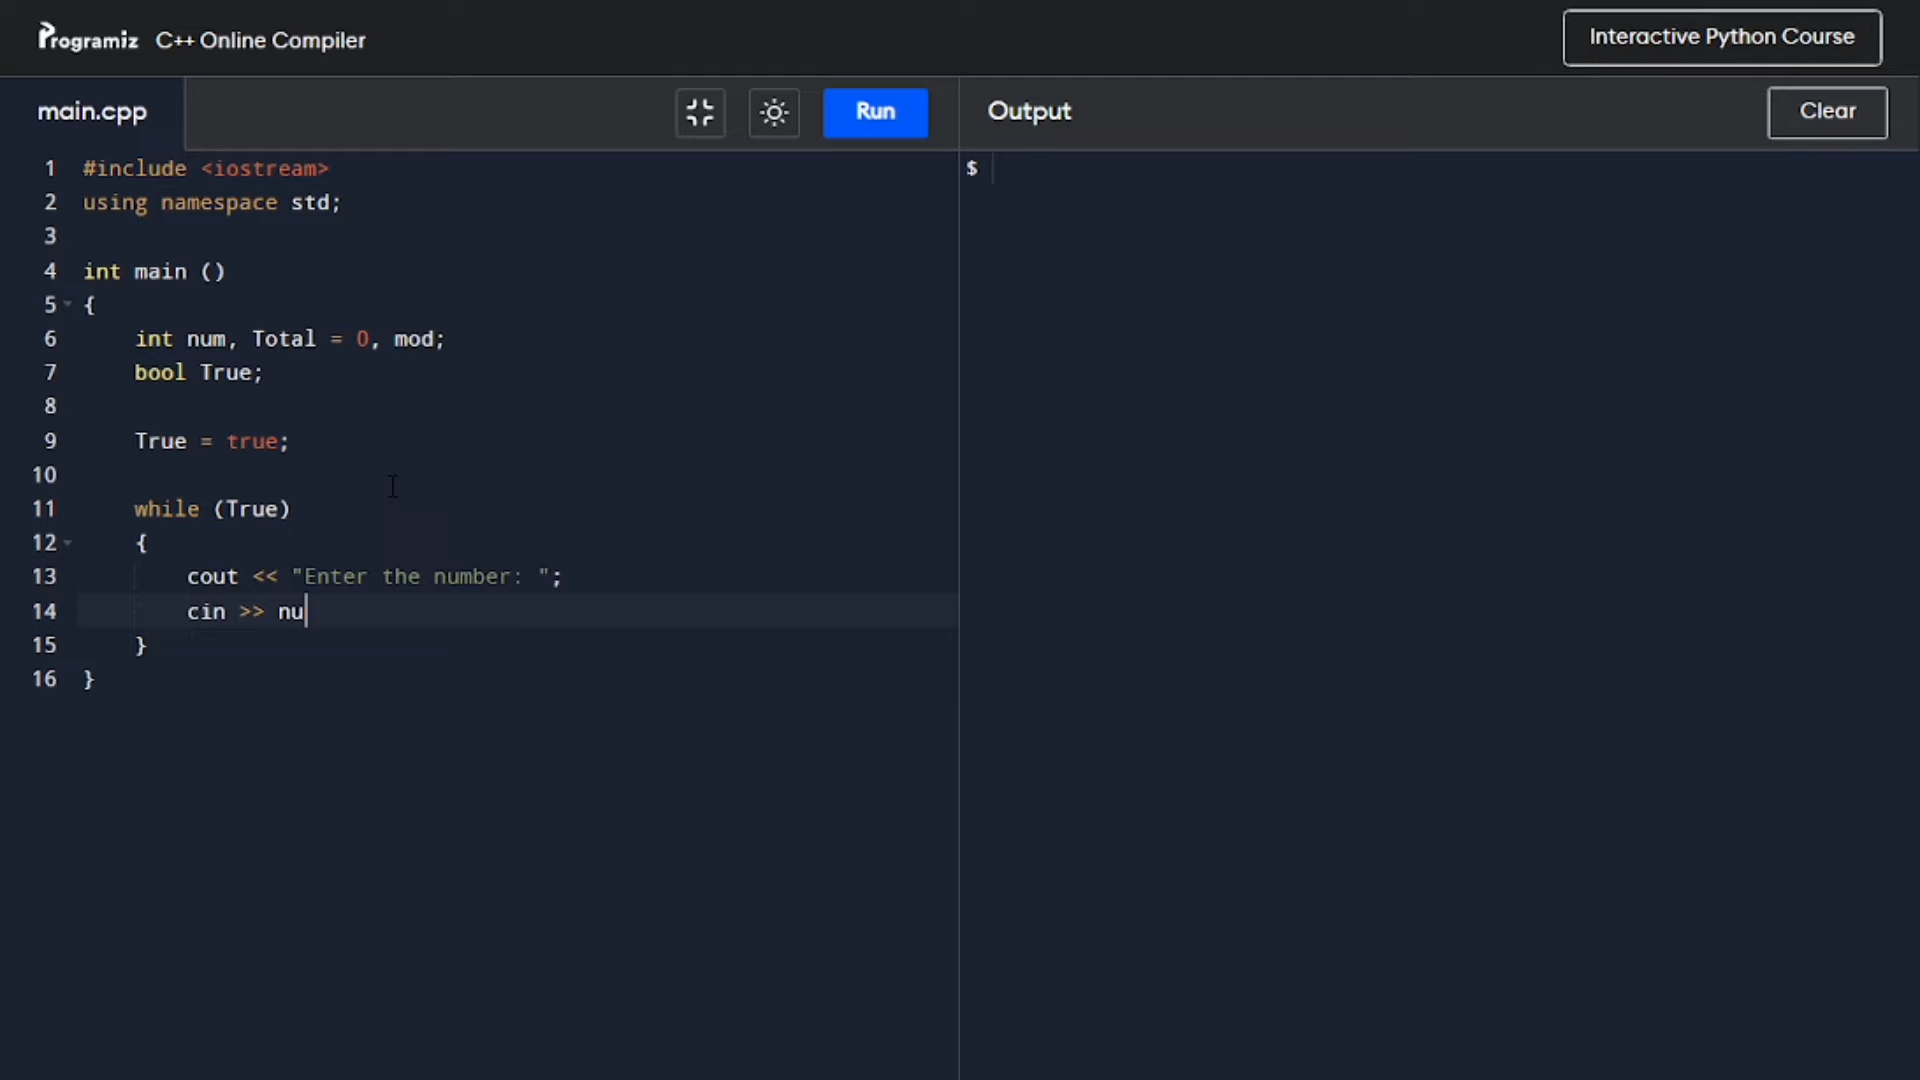 Programiz C++ Online Compiler
Interactive Python Course
main.cpp
Run
Output
Clear
1 #include <iostream>
2 using namespace std;
3
4 int main ()
5 {
6     int num, Total = 0, mod;
7     bool True;
8
9     True = true;
10
11     while (True)
12     {
13         cout << "Enter the number: ";
14         cin >> nu
15     }
16 }
$